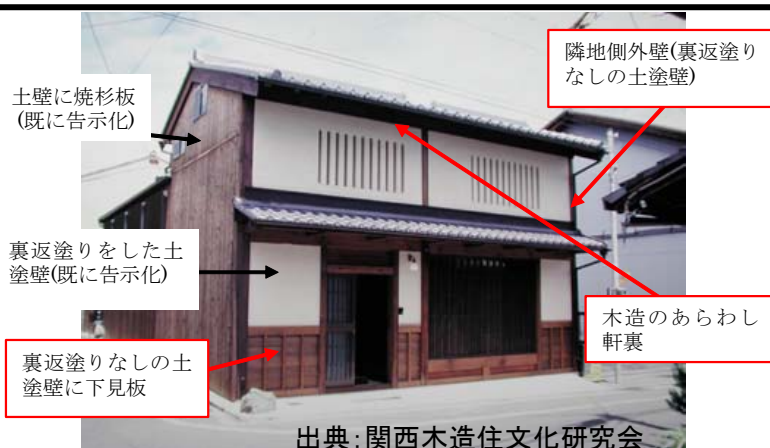 隣地側外壁(裏返塗り
なしの土塗壁)
土壁に焼杉板
(既に告示化)
裏返塗りをした土
塗壁(既に告示化)
木造のあらわし
軒裏
裏返塗りなしの土
塗壁に下見板
出典:関西木造住文化研究会